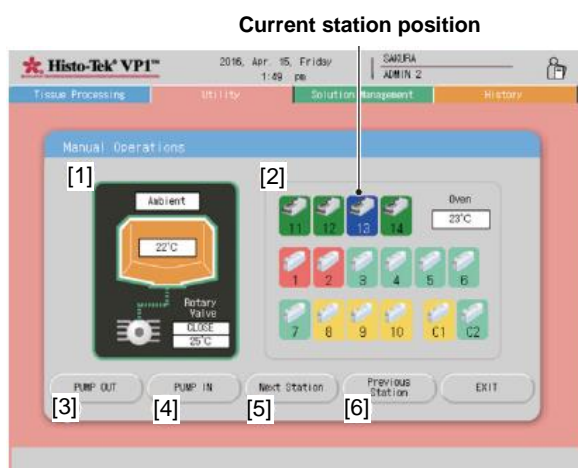 Current station position
Histo-Tek® VP1™
2016, Apr. 15, Friday
1:49 pm
SAKURA
ADMIN 2
Tissue Processing
Utility
Solution Management
History
Manual Operations
[1]
[2]
Ambient
22°C
Rotary
Valve
CLOSE
25°C
11 12 13 14
Oven
23°C
1 2 3 4 5 6
7 8 9 10 C1 C2
PUMP OUT
PUMP IN
Next Station
Previous
Station
EXIT
[3]
[4]
[5]
[6]